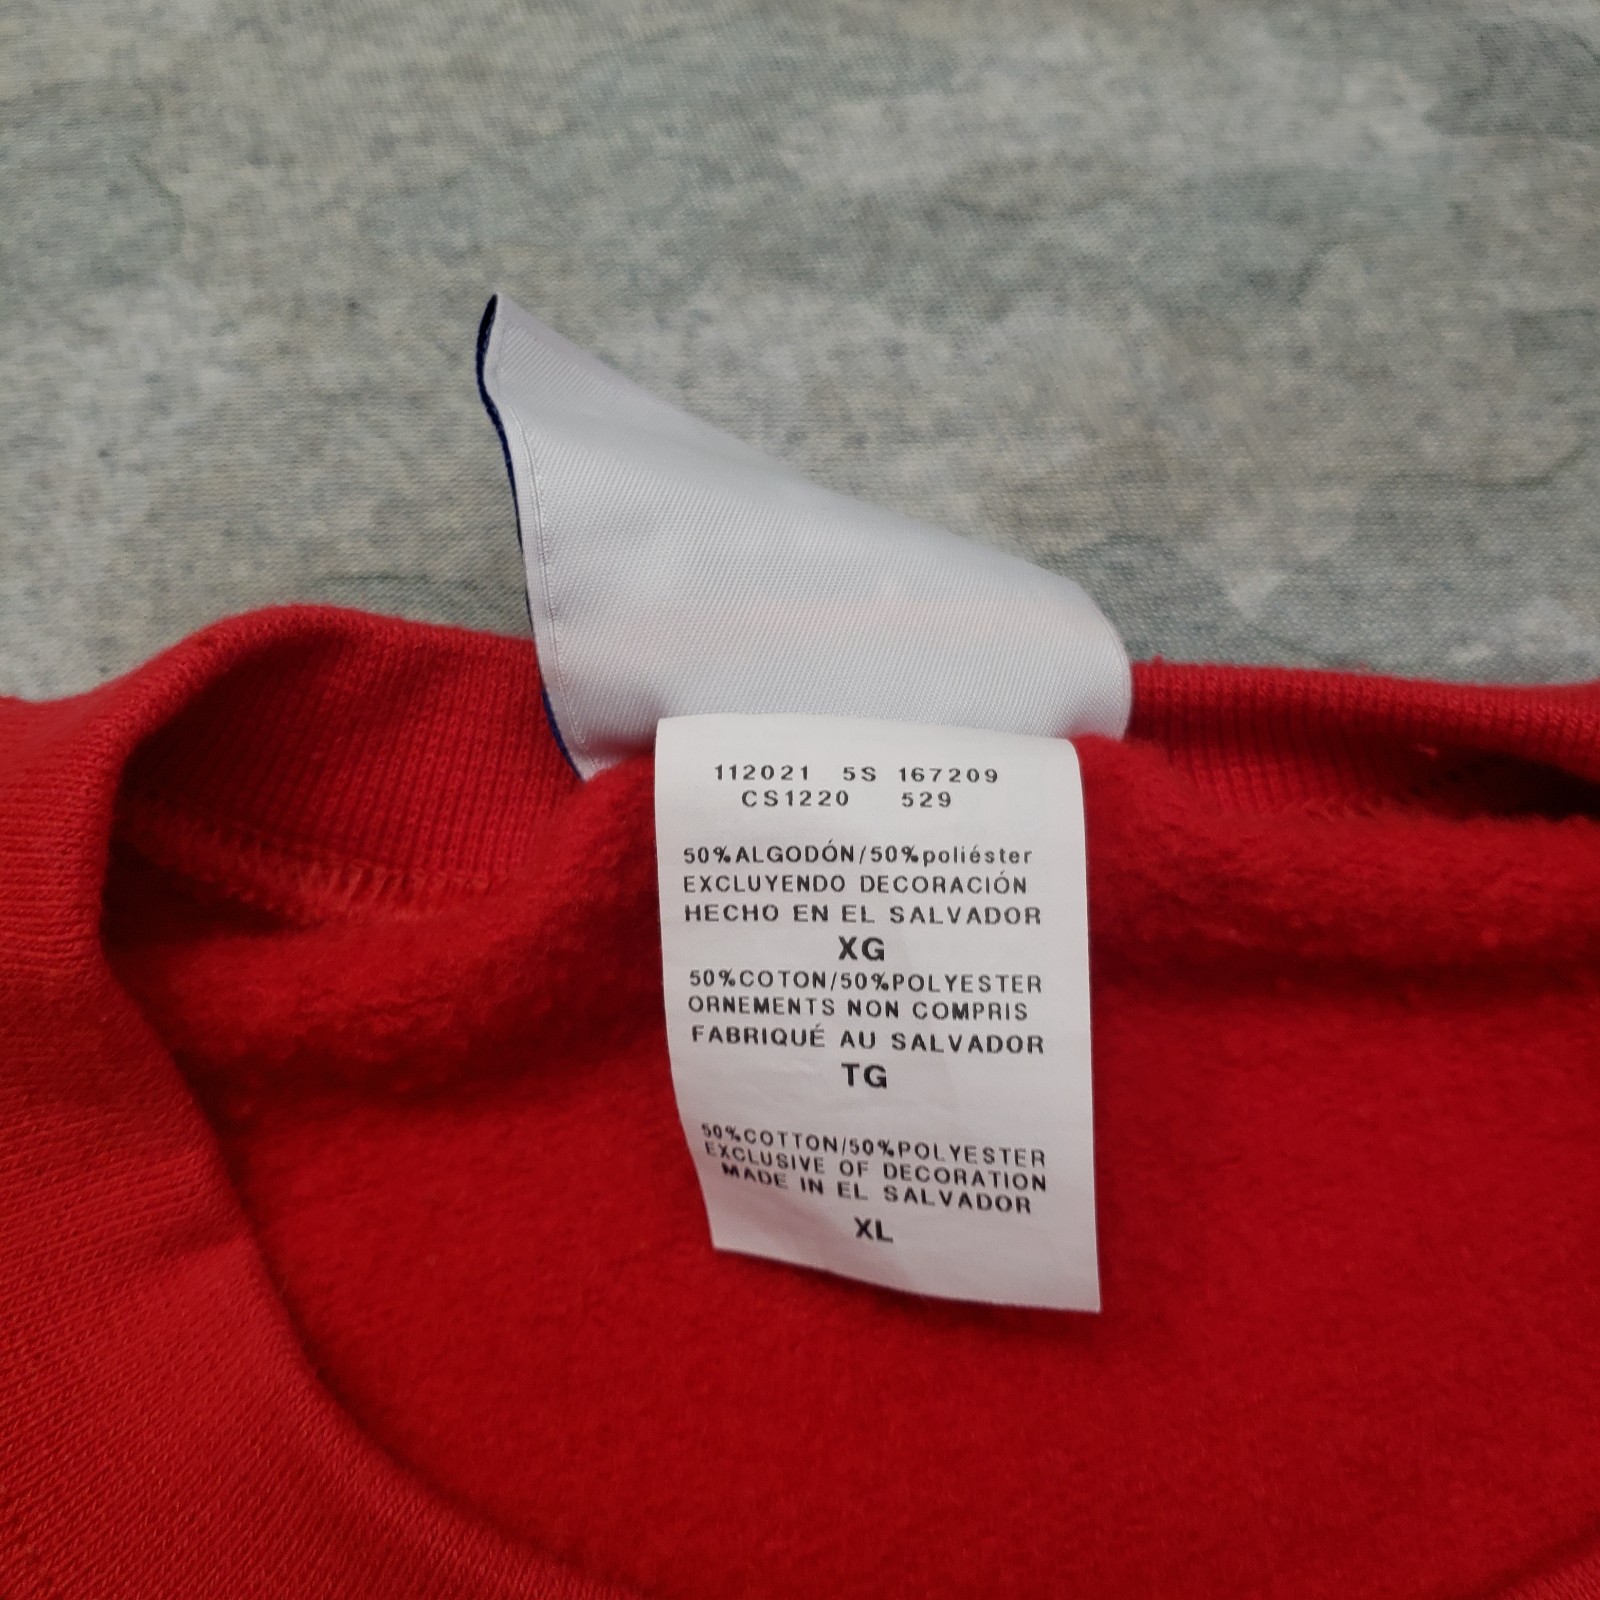 112021 5S 167209
CS1220 529
50%ALGODÓN/50%poliéster
EXCLUYENDO DECORACIÓN
HECHO EN EL SALVADOR
XG
50%COTON/50%POLYESTER
ORNEMENTS NON COMPRIS
FABRIQUÉ AU SALVADOR
TG
50%COTTON/50%POLYESTER
EXCLUSIVE OF DECORATION
MADE IN EL SALVADOR
XL